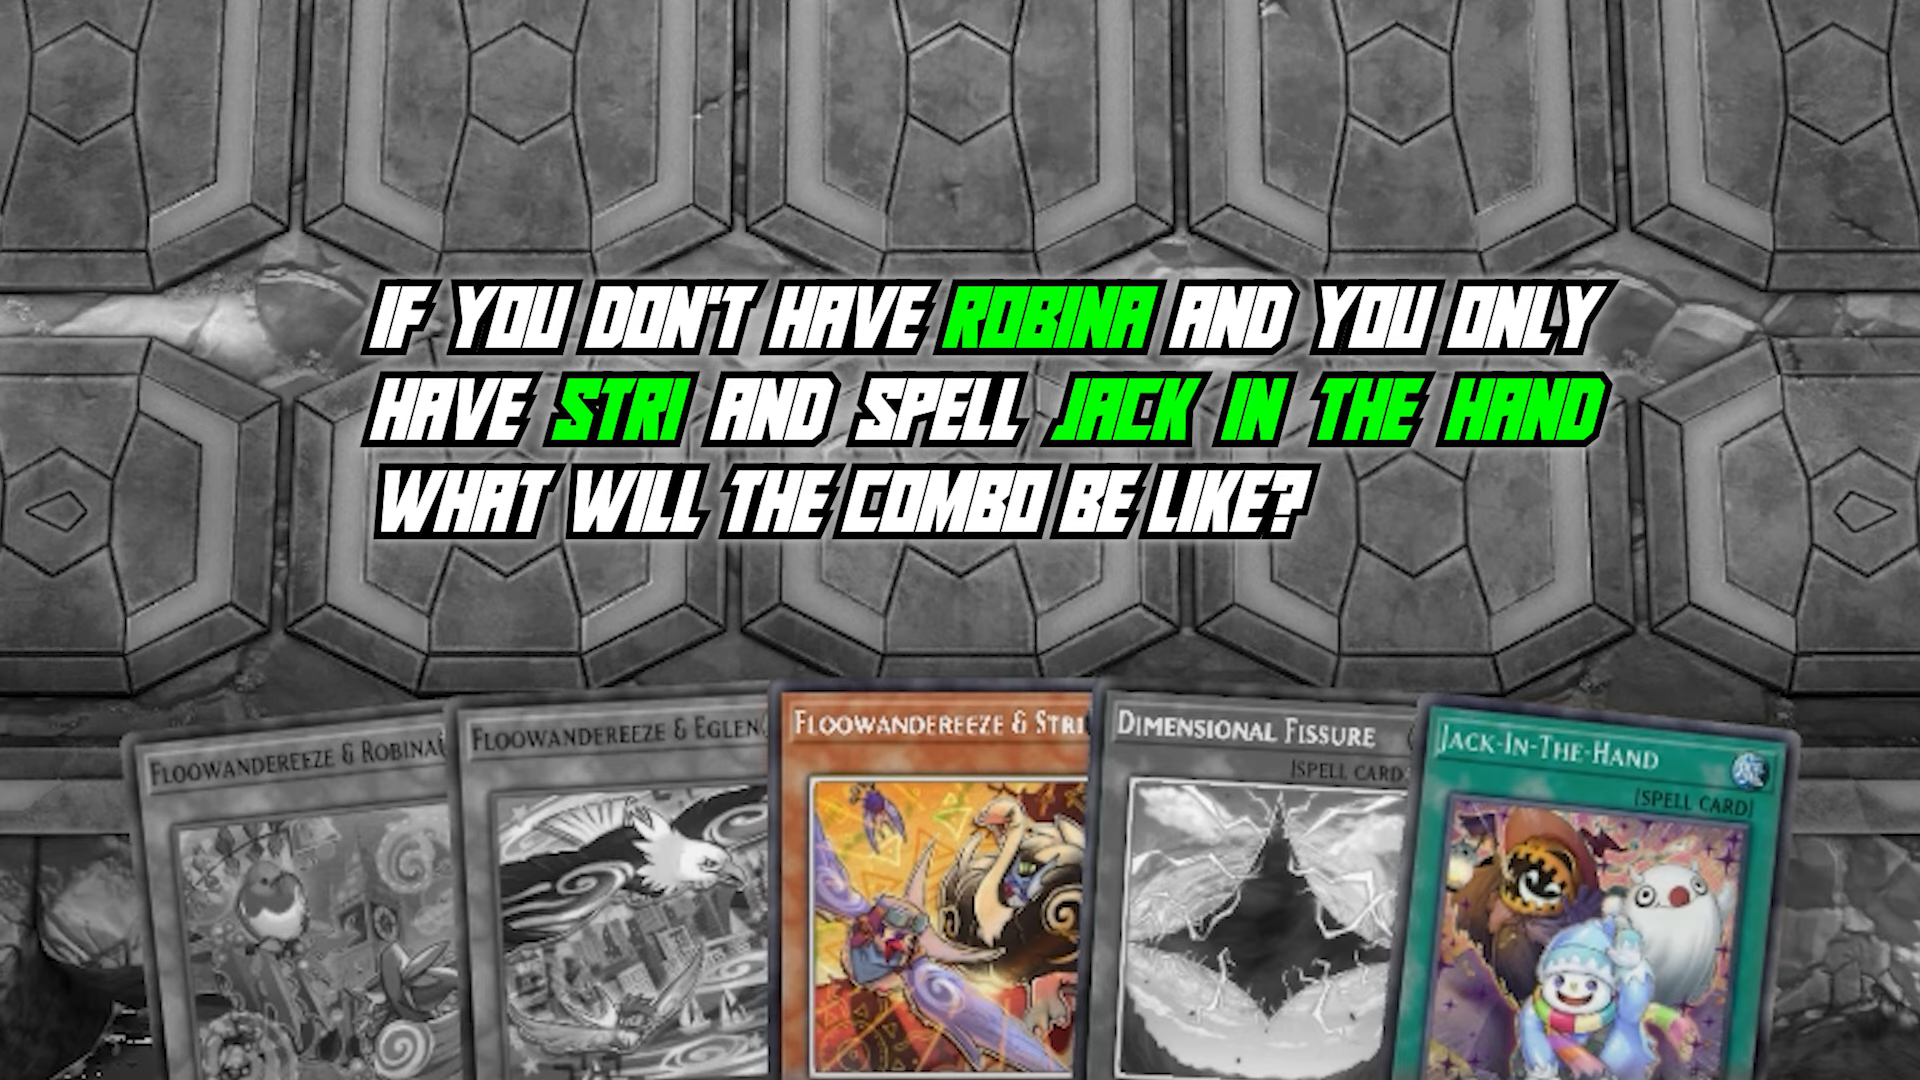 IF YOU DON'T HAVE ROBINA AND YOU ONLY
HAVE STRI AND SPELL JACK IN THE HAND
WHAT WILL THE COMBO BE LIKE?
FLOOWANDEREEZE & ROBINA
FLOOWANDEREEZE & EGLEN
FLOOWANDEREEZE & STRI
DIMENSIONAL FISSURE
[SPELL CARD
JACK-IN-THE-HAND
[SPELL CARD]